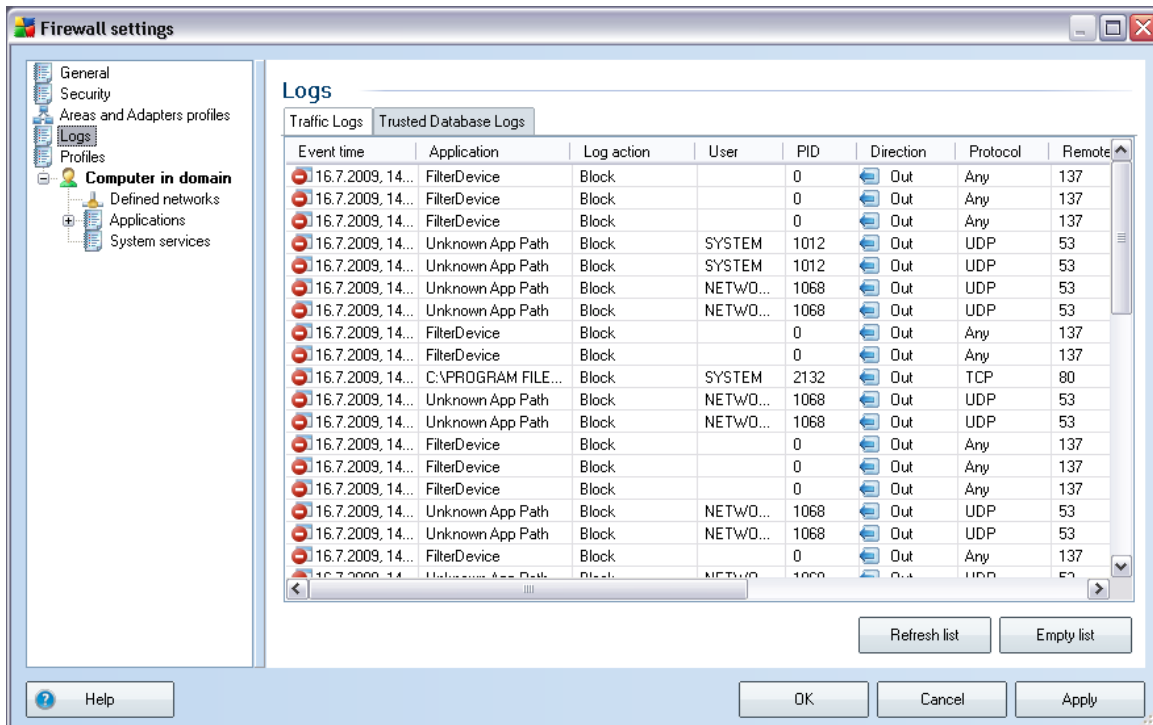 Firewall settings
General
Security
Areas and Adapters profiles
Logs
Profiles
Computer in domain
Defined networks
Applications
System services
Logs
Traffic Logs Trusted Database Logs
Event time Application Log action User PID Direction Protocol Remote
16.7.2009, 14... FilterDevice Block 0 Out Any 137
16.7.2009, 14... FilterDevice Block 0 Out Any 137
16.7.2009, 14... FilterDevice Block 0 Out Any 137
16.7.2009, 14... Unknown App Path Block SYSTEM 1012 Out UDP 53
16.7.2009, 14... Unknown App Path Block SYSTEM 1012 Out UDP 53
16.7.2009, 14... Unknown App Path Block NETWO... 1068 Out UDP 53
16.7.2009, 14... Unknown App Path Block NETWO... 1068 Out UDP 53
16.7.2009, 14... FilterDevice Block 0 Out Any 137
16.7.2009, 14... FilterDevice Block 0 Out Any 137
16.7.2009, 14... C:\PROGRAM FILE... Block SYSTEM 2132 Out TCP 80
16.7.2009, 14... Unknown App Path Block NETWO... 1068 Out UDP 53
16.7.2009, 14... Unknown App Path Block NETWO... 1068 Out UDP 53
16.7.2009, 14... FilterDevice Block 0 Out Any 137
16.7.2009, 14... FilterDevice Block 0 Out Any 137
16.7.2009, 14... FilterDevice Block 0 Out Any 137
16.7.2009, 14... Unknown App Path Block NETWO... 1068 Out UDP 53
16.7.2009, 14... Unknown App Path Block NETWO... 1068 Out UDP 53
16.7.2009, 14... FilterDevice Block 0 Out Any 137
Refresh list Empty list
Help OK Cancel Apply